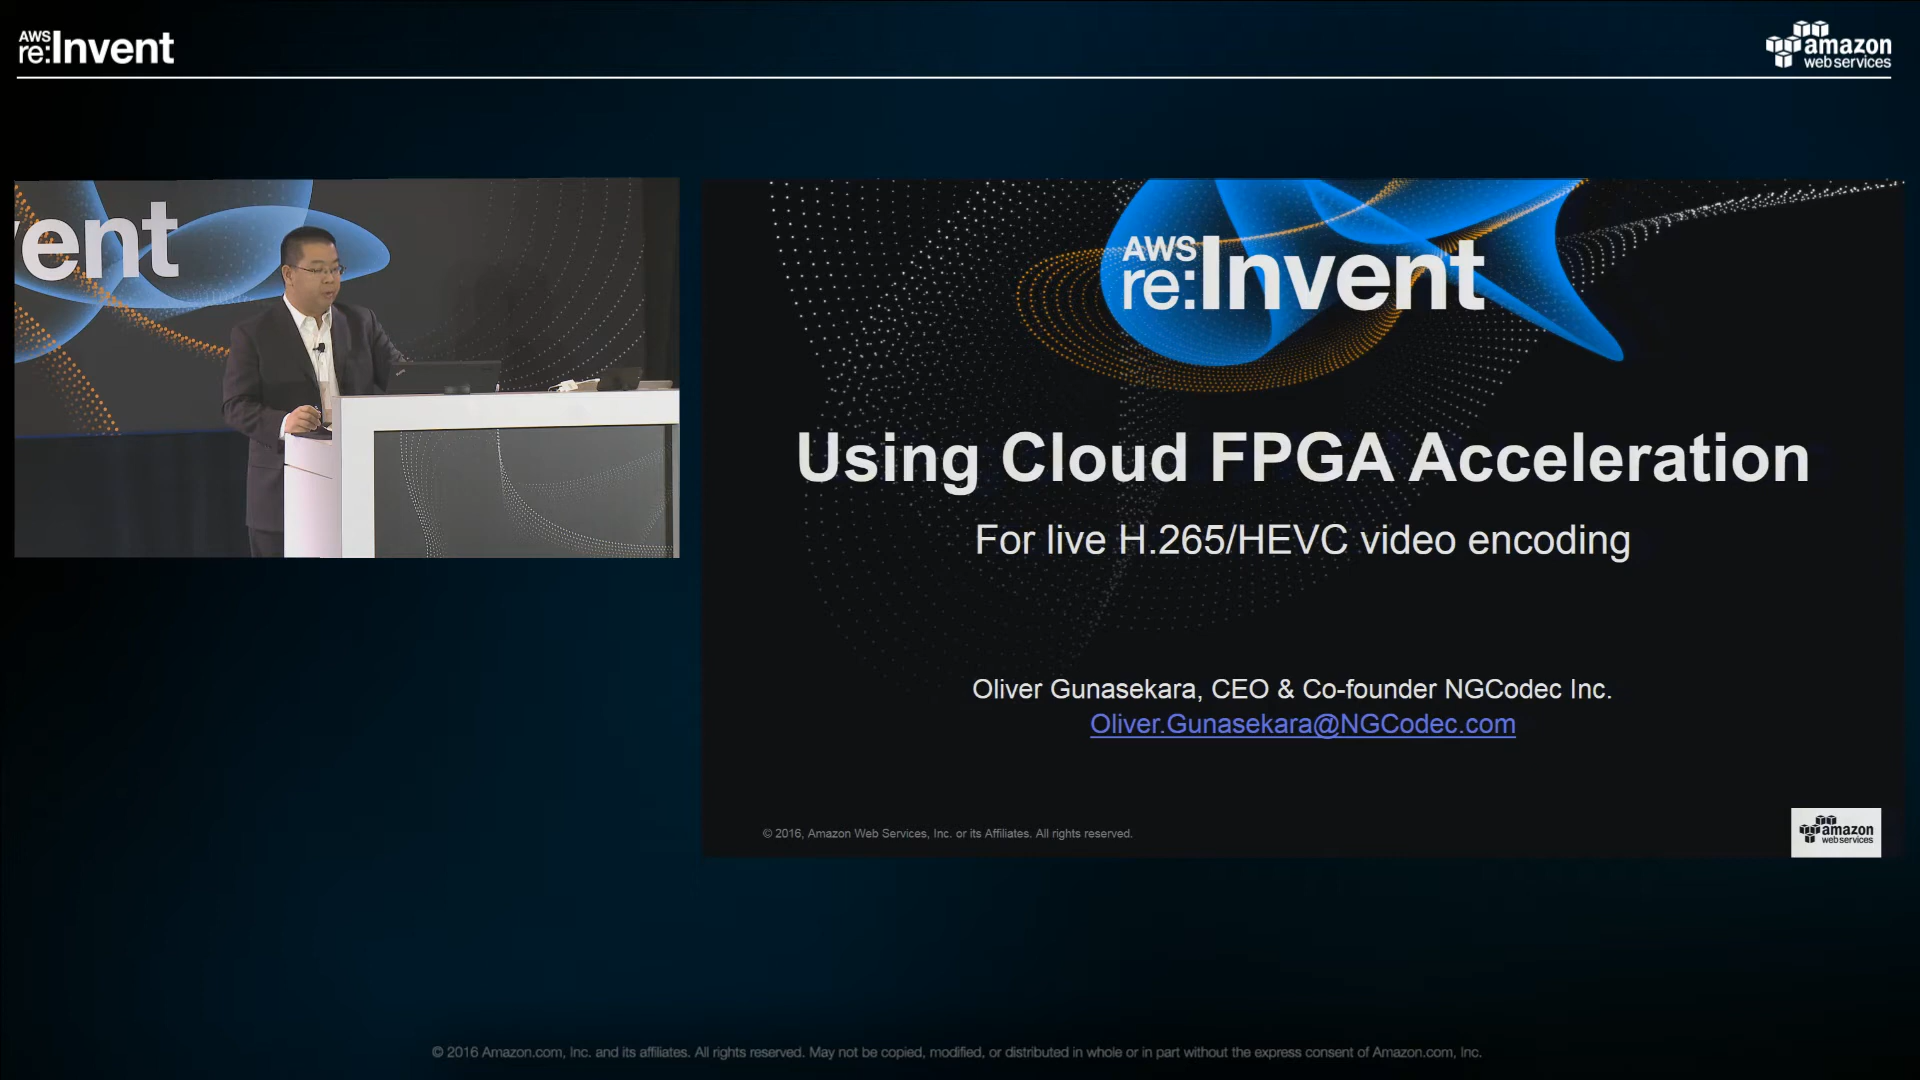 AWS
re:Invent
amazon
web services
vent
AWS
re:Invent
Using Cloud FPGA Acceleration
For live H.265/HEVC video encoding
Oliver Gunasekara, CEO & Co-founder NGCodec Inc.
Oliver.Gunasekara@NGCodec.com
© 2016, Amazon Web Services, Inc. or its Affiliates. All rights reserved.
amazon
web services
© 2016 Amazon.com, Inc. and its affiliates. All rights reserved. May not be copied, modified, or distributed in whole or in part without the express consent of Amazon.com, Inc.